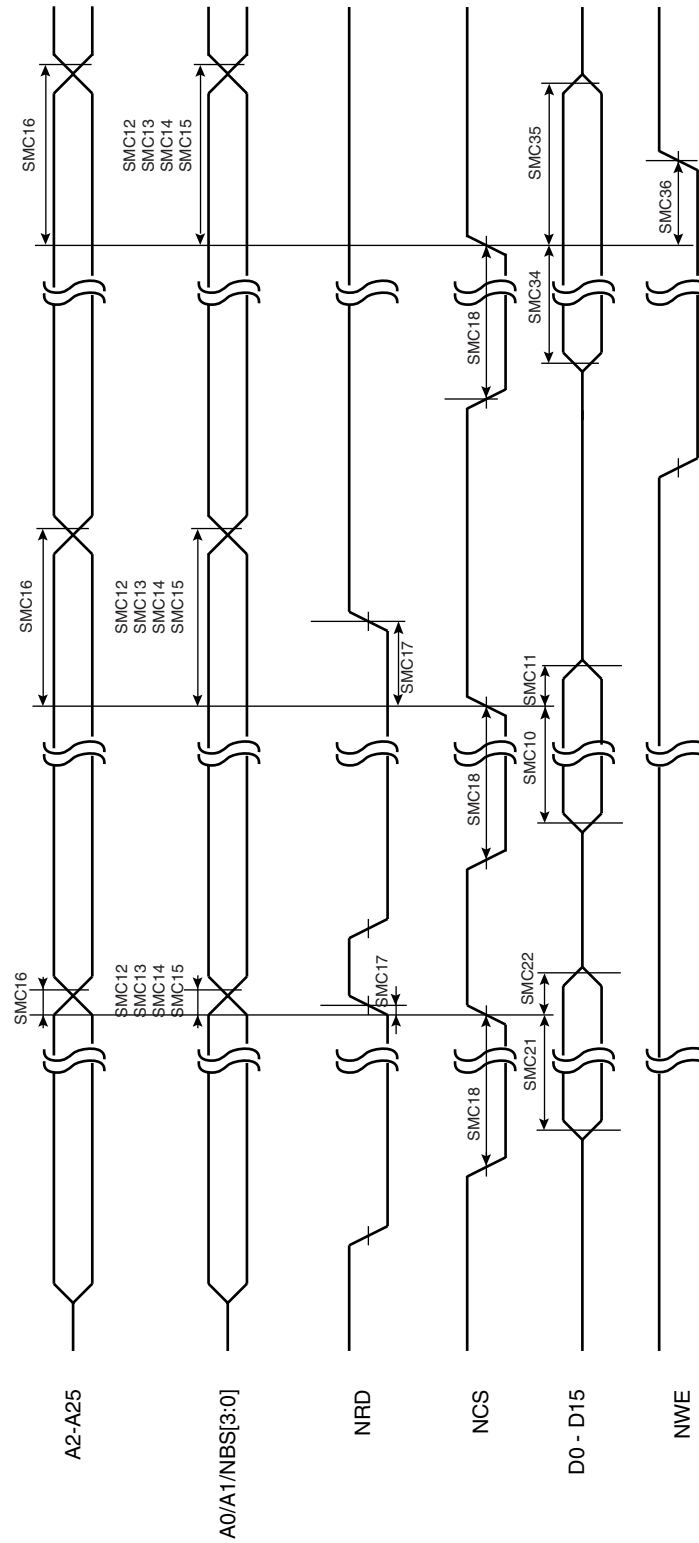 A2-A25
SMC16
SMC16
SMC16
A0/A1/NBS[3:0]
SMC12
SMC13
SMC14
SMC15
SMC12
SMC13
SMC14
SMC15
SMC12
SMC13
SMC14
SMC15
NRD
SMC17
SMC17
NCS
SMC18
SMC18
SMC18
D0 - D15
SMC21
SMC22
SMC10
SMC11
SMC34
SMC35
NWE
SMC36